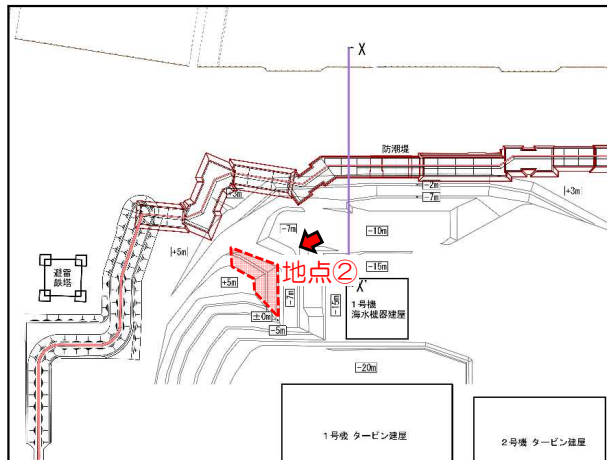 X
防潮堤
-2m
-7m
|+3m
-3m
-7m
-10m
|+5m
避雷
鉄塔
-15m
地点②
X'
+5m
-7m
-15m
1号機
海水機器建屋
±0m
-5m
-20m
1号機 タービン建屋
2号機 タービン建屋